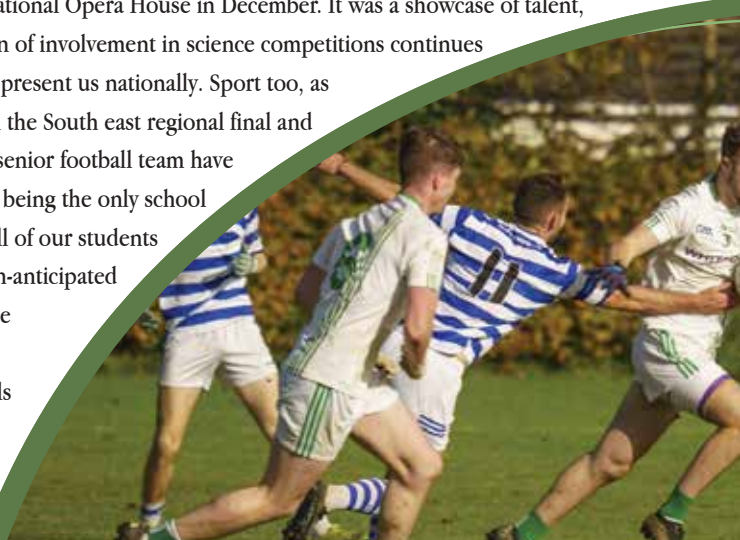 ational Opera House in December. It was a showcase of talent,
n of involvement in science competitions continues
present us nationally. Sport too, as
the South east regional final and
senior football team have
being the only school
ll of our students
n-anticipated
e
ls
11